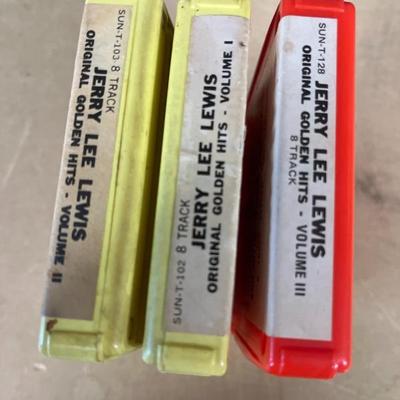 SUN-T-103 8 TRACK
JERRY LEE LEWIS
ORIGINAL GOLDEN HITS - VOLUME II
SUN-T-102 8 TRACK
JERRY LEE LEWIS
ORIGINAL GOLDEN HITS - VOLUME I
SUN-T-128
JERRY LEE LEWIS
ORIGINAL GOLDEN HITS - VOLUME III
8 TRACK